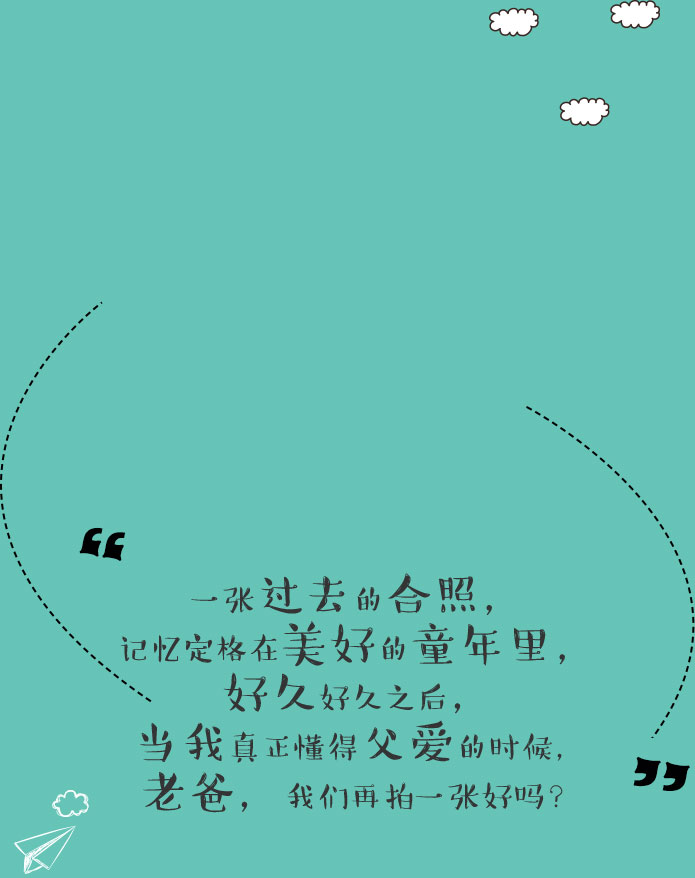 “
一张过去的合照，
记忆定格在美好的童年里，
好久好久之后，
当我真正懂得父爱的时候，
老爸，我们再拍一张好吗？
”